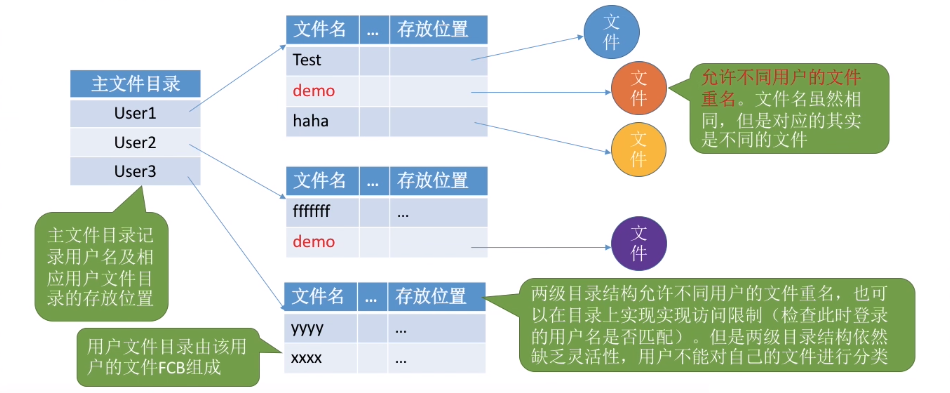 主文件目录
User1
User2
User3
主文件目录记
录用户名及相
应用户文件目
录的存放位置
用户文件目录由该用
户的文件FCB组成
文件名 ... 存放位置
Test
demo
haha
文件名 ... 存放位置
fffffff ...
demo
文件名 ... 存放位置
yyyy ...
xxxx ...
文
件
文
件
文
件
文
件
允许不同用户的文件
重名。文件名虽然相
同，但是对应的其实
是不同的文件
两级目录结构允许不同用户的文件重名，也可
以在目录上实现实现访问限制（检查此时登录
的用户名是否匹配）。但是两级目录结构依然
缺乏灵活性，用户不能对自己的文件进行分类